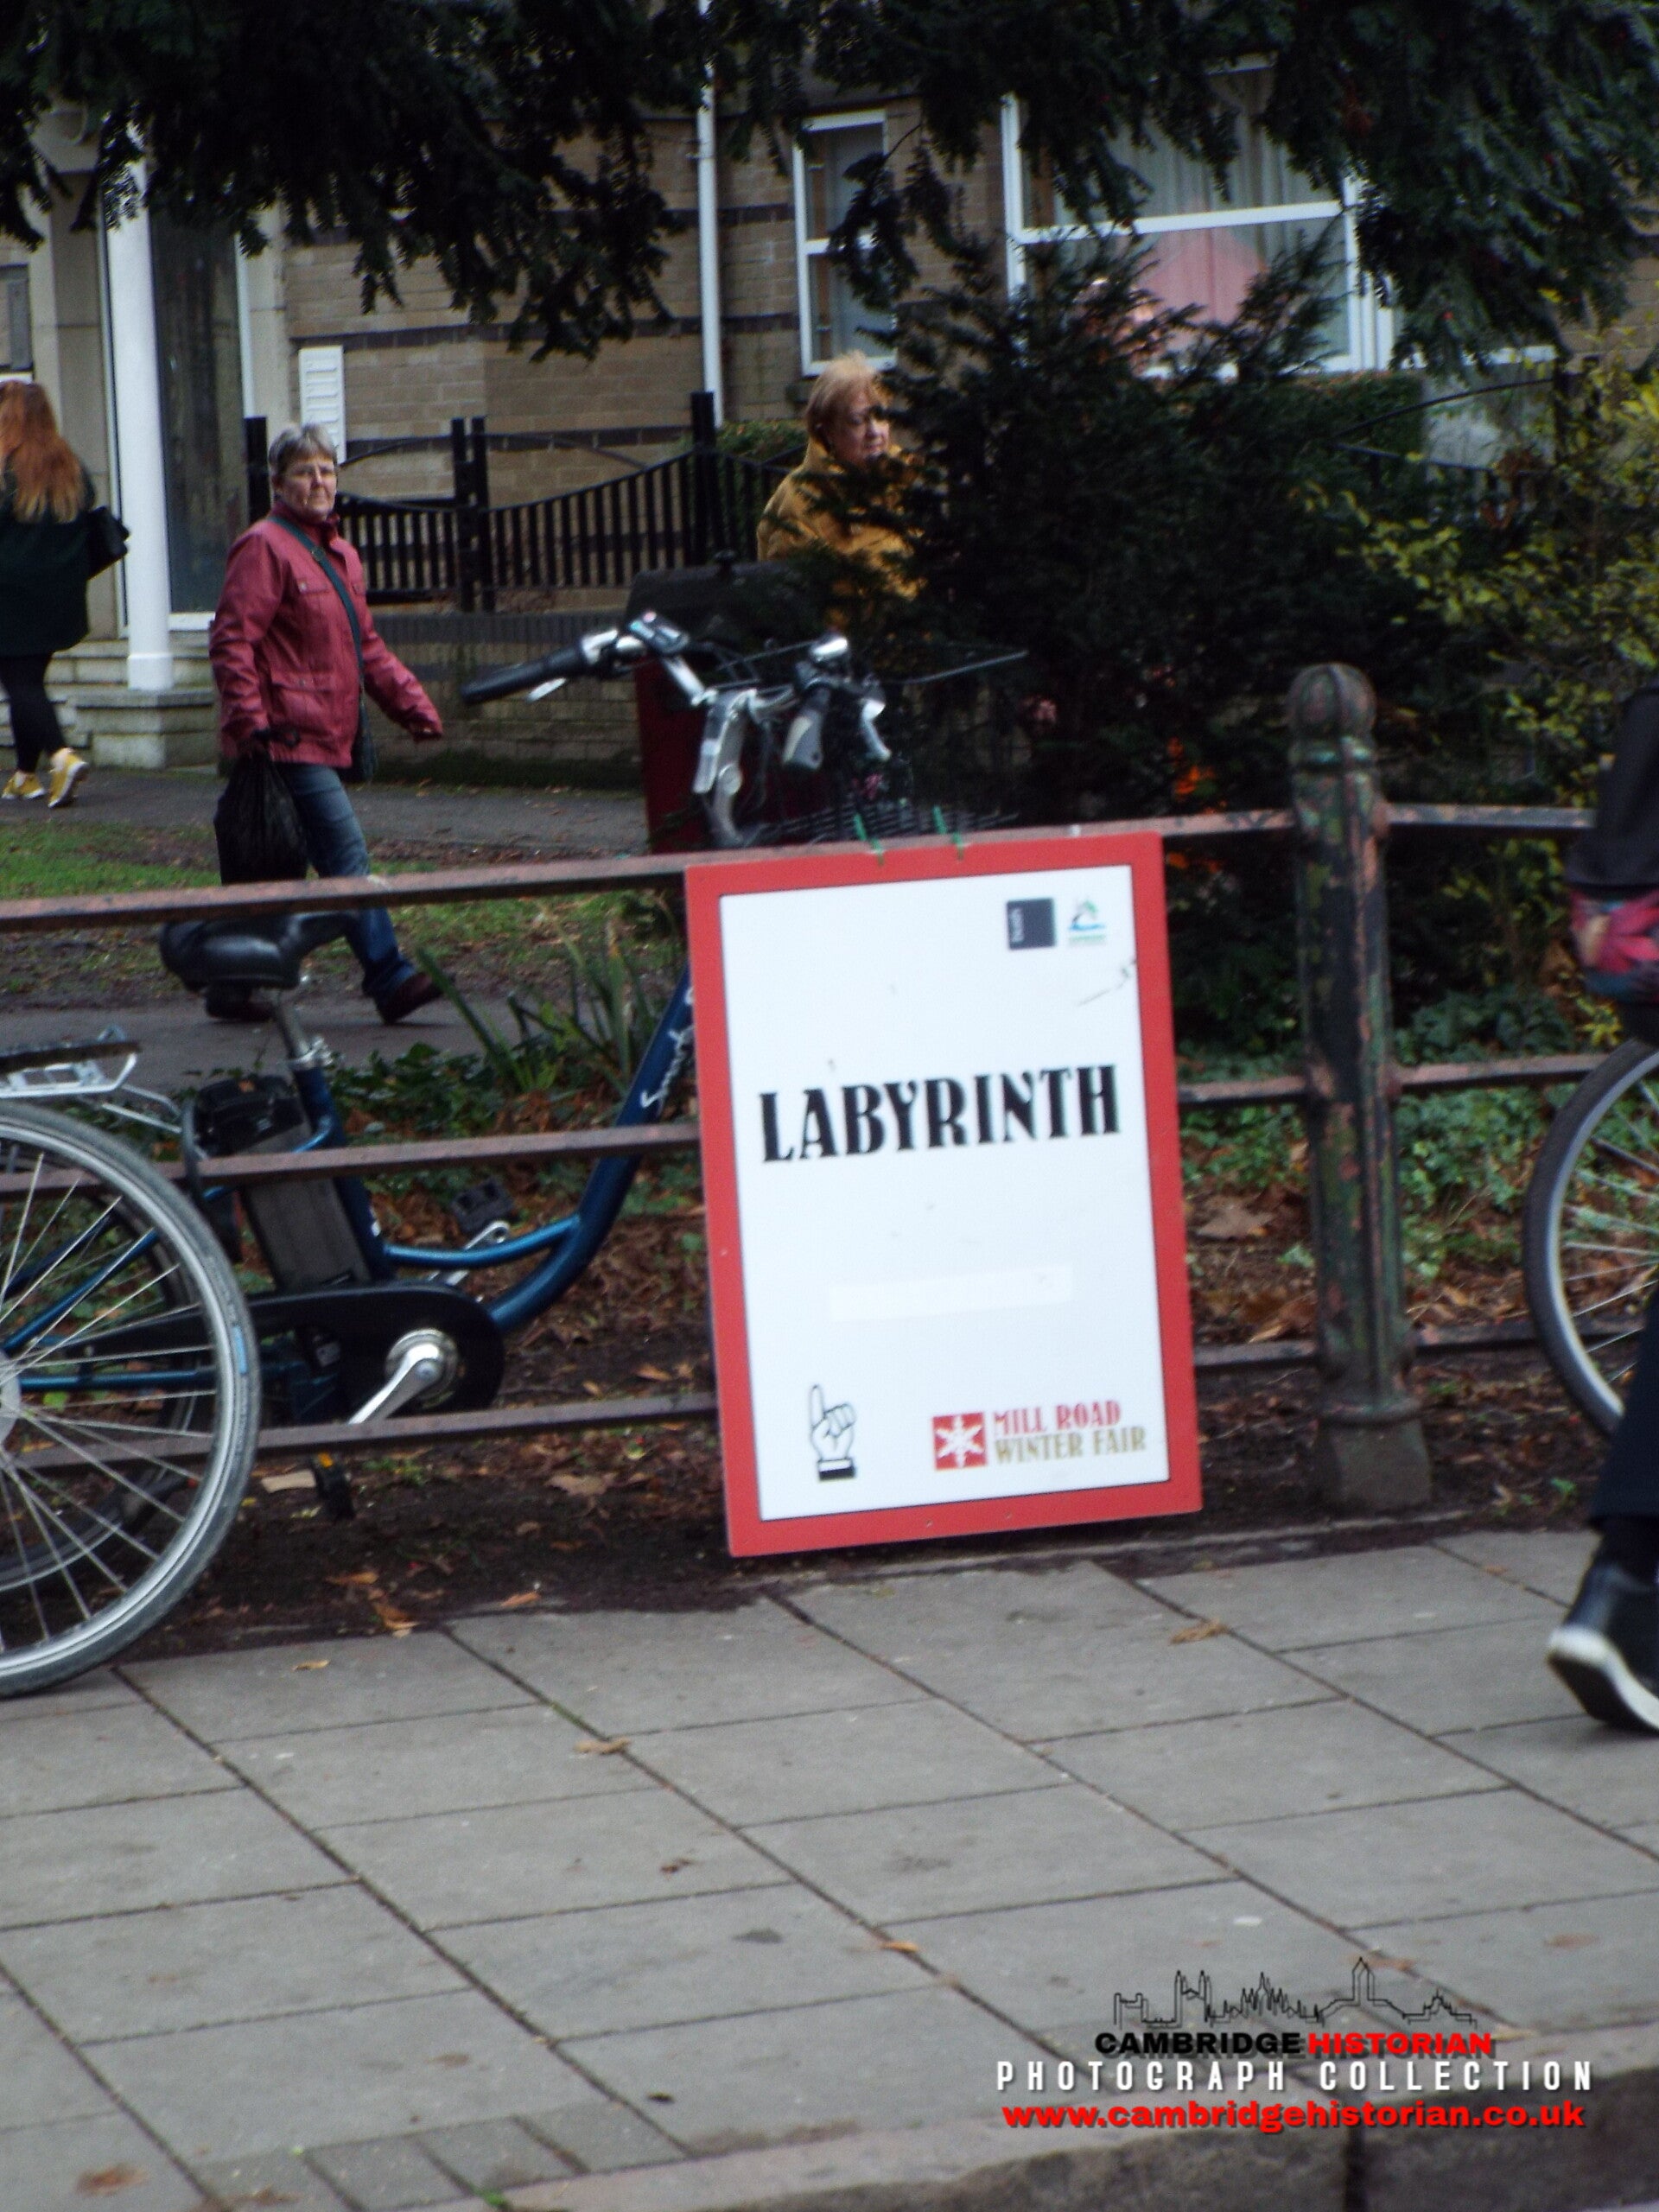 LABYRINTH
MILL ROAD
WINTER FAIR
CAMBRIDGE HISTORIAN
PHOTOGRAPH COLLECTION
www.cambridgehistorian.co.uk